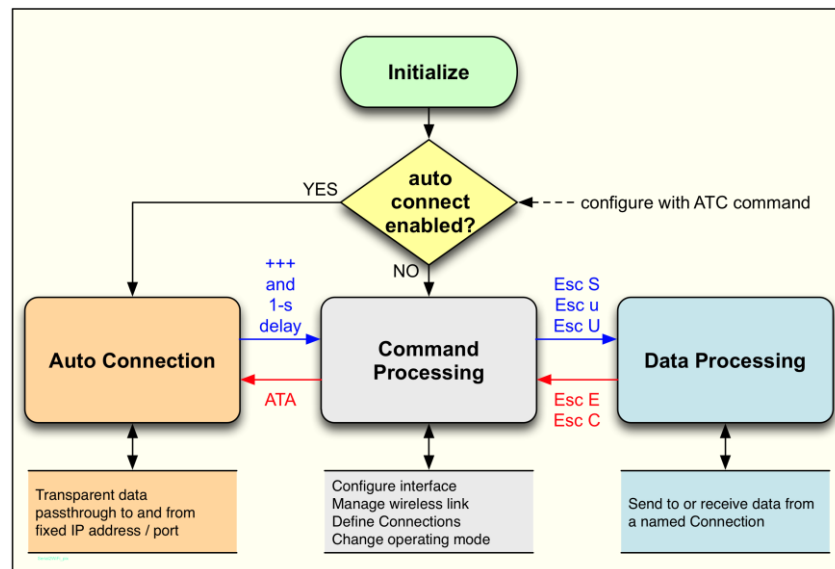 Initialize
auto
connect
enabled?
YES
configure with ATC command
NO
+++
and
1-s
delay
Esc S
Esc u
Esc U
Auto Connection
Command
Processing
Data Processing
ATA
Esc E
Esc C
Transparent data
passthrough to and from
fixed IP address / port
Configure interface
Manage wireless link
Define Connections
Change operating mode
Send to or receive data from
a named Connection